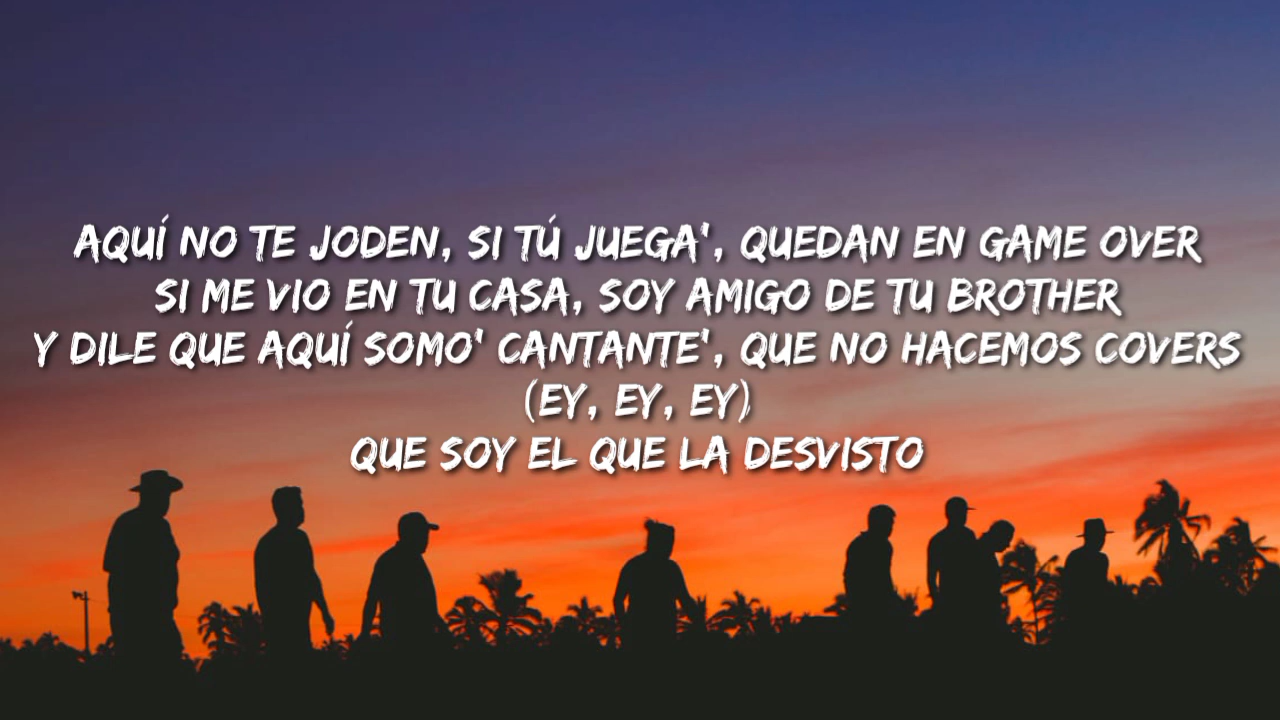 AQUÍ NO TE JODEN, SI TÚ JUEGA', QUEDAN EN GAME OVER
SI ME VIO EN TU CASA, SOY AMIGO DE TU BROTHER
Y DILE QUE AQUÍ SOMO' CANTANTE', QUE NO HACEMOS COVERS
(EY, EY, EY)
QUE SOY EL QUE LA DESVISTO